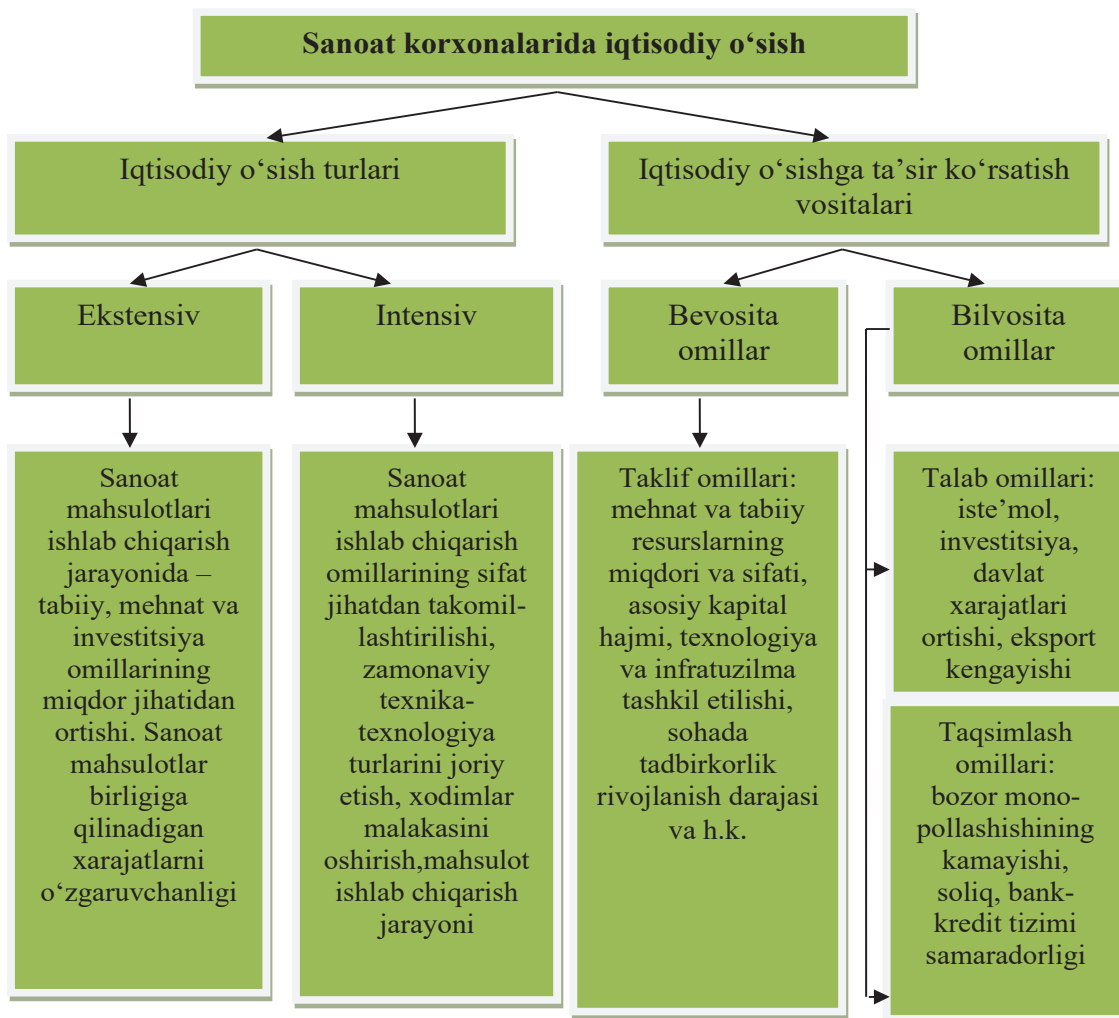 Sanoat korxonalarida iqtisodiy o‘sish
Iqtisodiy o‘sish turlari
Iqtisodiy o‘sishga ta’sir ko‘rsatish
vositalari
Ekstensiv
Intensiv
Bevosita
omillar
Bilvosita
omillar
Sanoat
mahsulotlari
ishlab chiqarish
jarayonida –
tabiiy, mehnat va
investitsiya
omillarining
miqdor jihatidan
ortishi. Sanoat
mahsulotlar
birligiga
qilinadigan
xarajatlarni
o‘zgaruvchanligi
Sanoat
mahsulotlari
ishlab chiqarish
omillarining sifat
jihatdan takomil-
lashtirilishi,
zamonaviy
texnika-
texnologiya
turlarini joriy
etish, xodimlar
malakasini
oshirish,mahsulot
ishlab chiqarish
jarayoni
Taklif omillari:
mehnat va tabiiy
resurslarning
miqdori va sifati,
asosiy kapital
hajmi, texnologiya
va infratuzilma
tashkil etilishi,
sohada
tadbirkorlik
rivojlanish darajasi
va h.k.
Talab omillari:
iste’mol,
investitsiya,
davlat
xarajatlari
ortishi, eksport
kengayishi
Taqsimlash
omillari:
bozor mono-
pollashishining
kamayishi,
soliq, bank-
kredit tizimi
samaradorligi